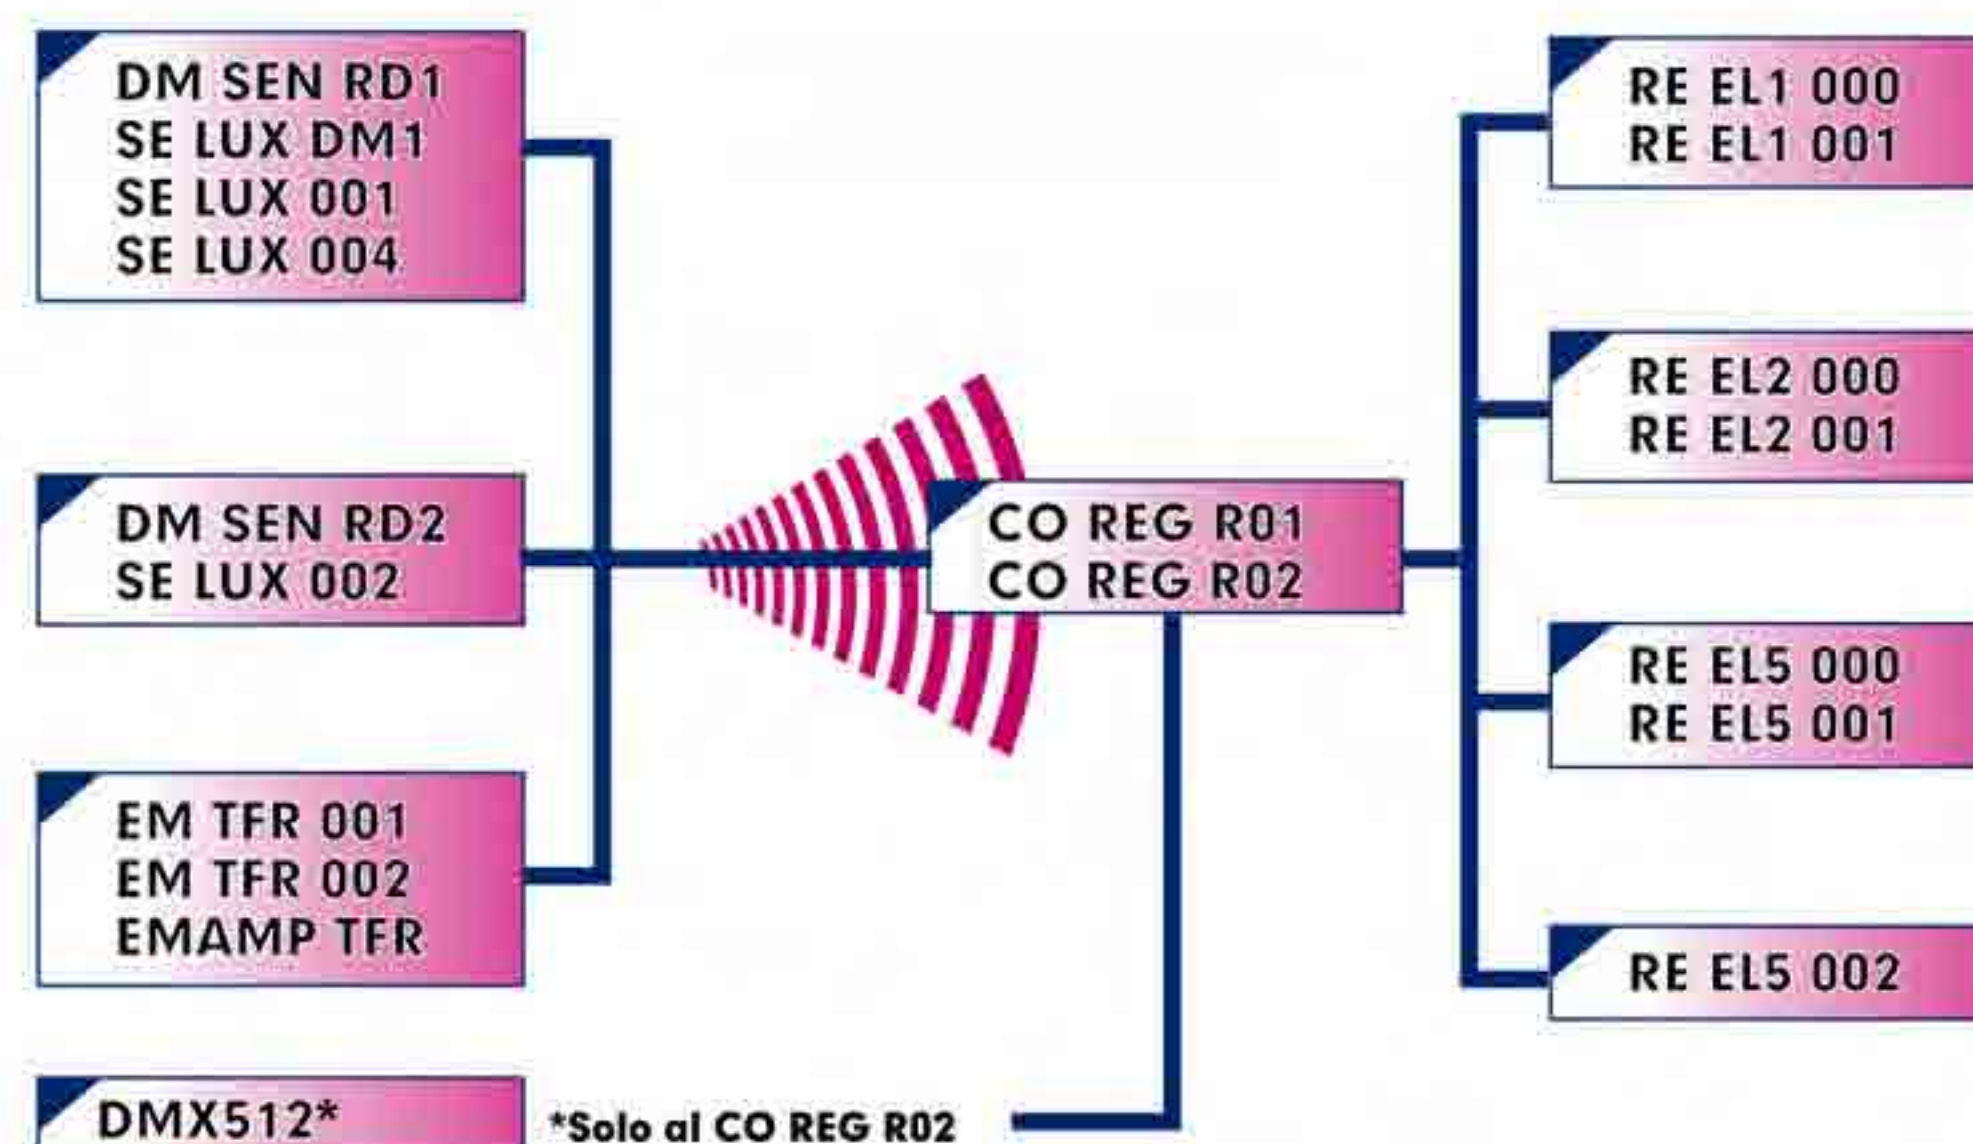 DM SEN RD1
SE LUX DM1
SE LUX 001
SE LUX 004
DM SEN RD2
SE LUX 002
EM TFR 001
EM TFR 002
EMAMP TFR
DMX512*
*Solo al CO REG R02
CO REG R01
CO REG R02
RE EL1 000
RE EL1 001
RE EL2 000
RE EL2 001
RE EL5 000
RE EL5 001
RE EL5 002